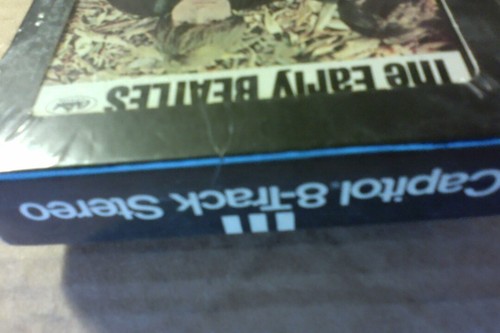 The Early BEATLES
Capitol 8-Track Stereo